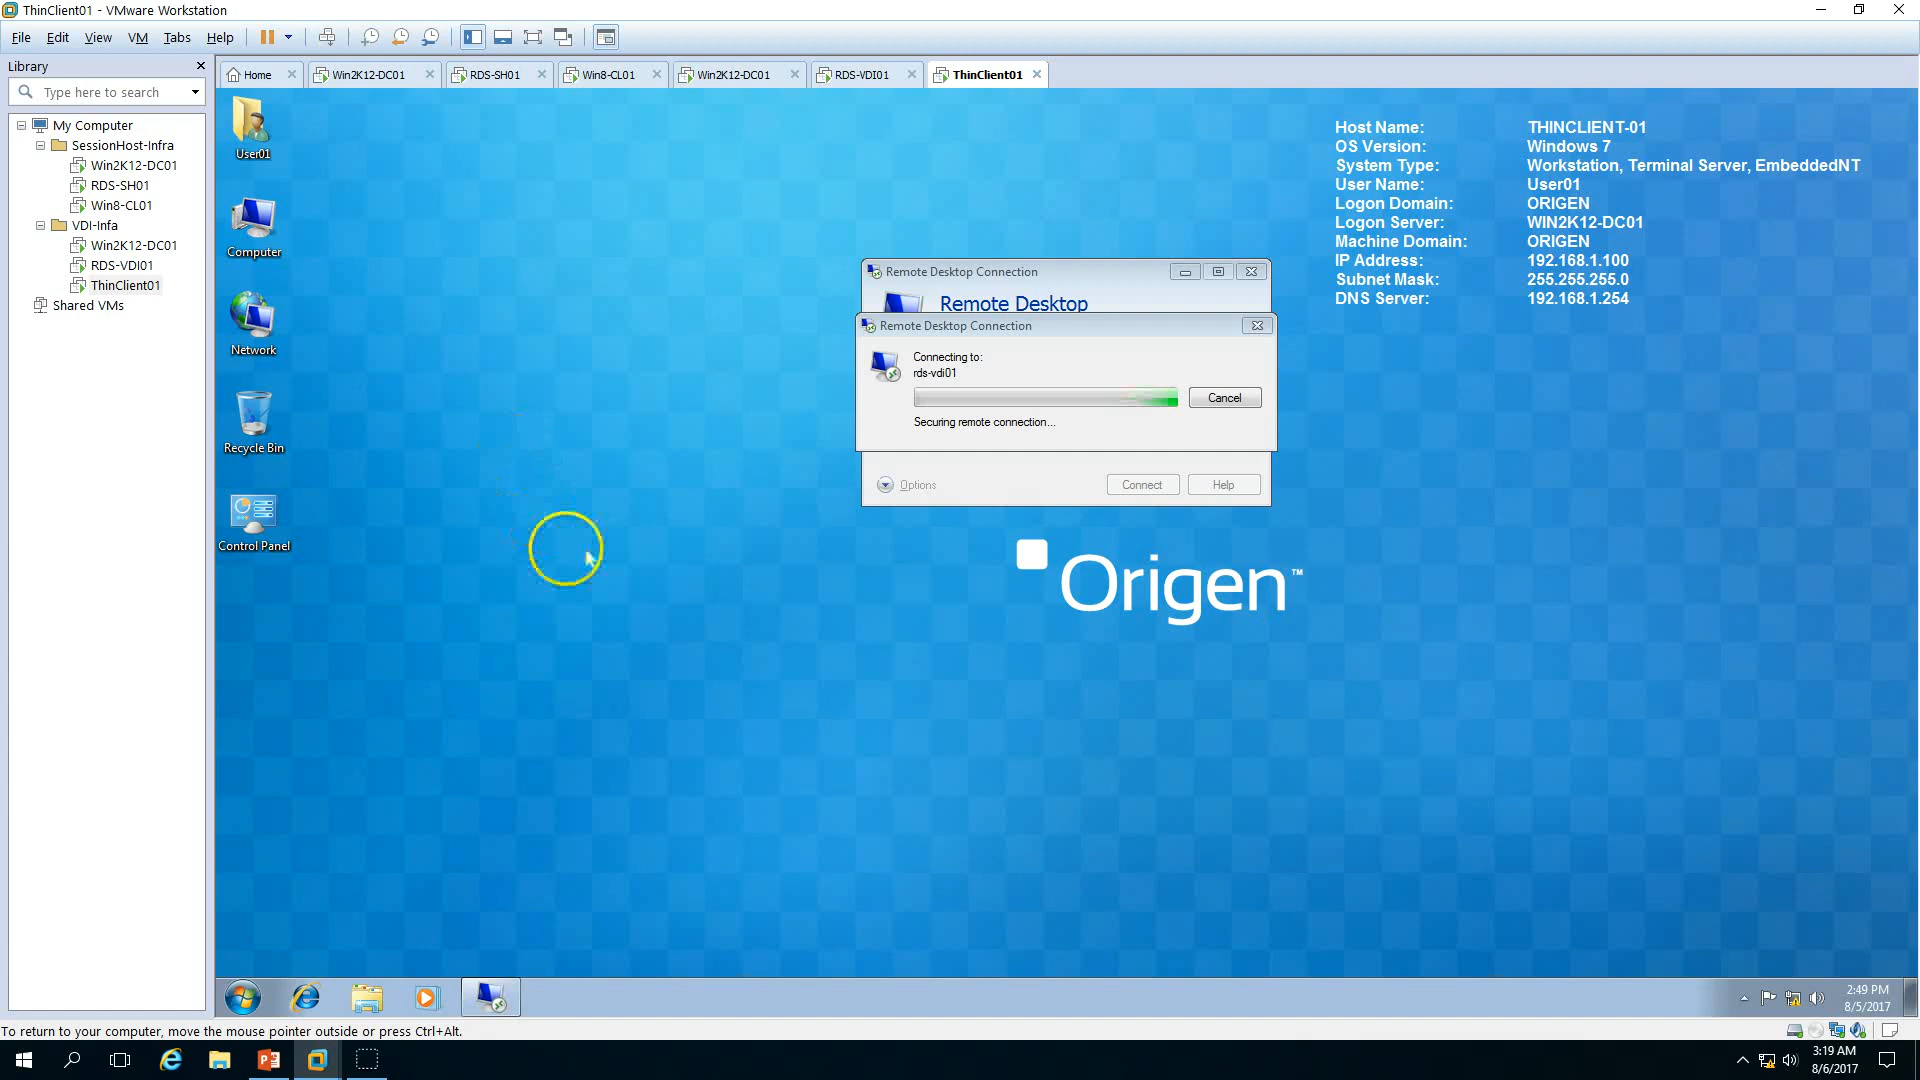 ThinClient01 - VMware Workstation
File Edit View VM Tabs Help
Library
Type here to search
My Computer
SessionHost-Infra
Win2K12-DC01
RDS-SH01
Win8-CL01
VDI-Infa
Win2K12-DC01
RDS-VDI01
ThinClient01
Shared VMs
Home Win2K12-DC01 RDS-SH01 Win8-CL01 Win2K12-DC01 RDS-VDI01 ThinClient01
User01
Computer
Network
Recycle Bin
Control Panel
Host Name: THINCLIENT-01
OS Version: Windows 7
System Type: Workstation, Terminal Server, EmbeddedNT
User Name: User01
Logon Domain: ORIGEN
Logon Server: WIN2K12-DC01
Machine Domain: ORIGEN
IP Address: 192.168.1.100
Subnet Mask: 255.255.255.0
DNS Server: 192.168.1.254
Remote Desktop Connection
Remote Desktop
Remote Desktop Connection
Connecting to:
rds-vdi01
Cancel
Securing remote connection...
Options Connect Help
Origen™
2:49 PM
8/5/2017
To return to your computer, move the mouse pointer outside or press Ctrl+Alt.
3:19 AM
8/6/2017